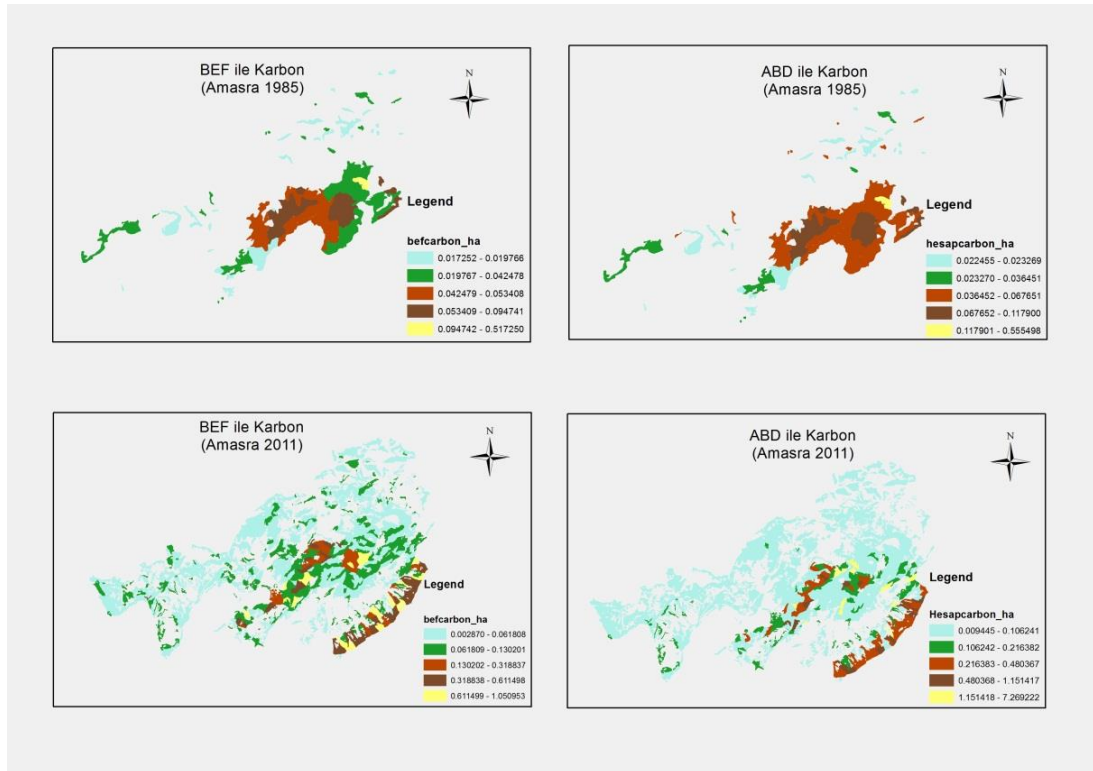 BEF ile Karbon
(Amasra 1985)
N
Legend
befcarbon_ha
0.017252 - 0.019766
0.019767 - 0.042478
0.042479 - 0.053408
0.053409 - 0.094741
0.094742 - 0.517250
ABD ile Karbon
(Amasra 1985)
N
Legend
hesapcarbon_ha
0.022455 - 0.023269
0.023270 - 0.036451
0.036452 - 0.067651
0.067652 - 0.117900
0.117901 - 0.555498
BEF ile Karbon
(Amasra 2011)
N
Legend
befcarbon_ha
0.002870 - 0.061808
0.061809 - 0.130201
0.130202 - 0.318837
0.318838 - 0.611498
0.611499 - 1.050953
ABD ile Karbon
(Amasra 2011)
N
Legend
Hesapcarbon_ha
0.009445 - 0.106241
0.106242 - 0.216382
0.216383 - 0.480367
0.480368 - 1.151417
1.151418 - 7.269222